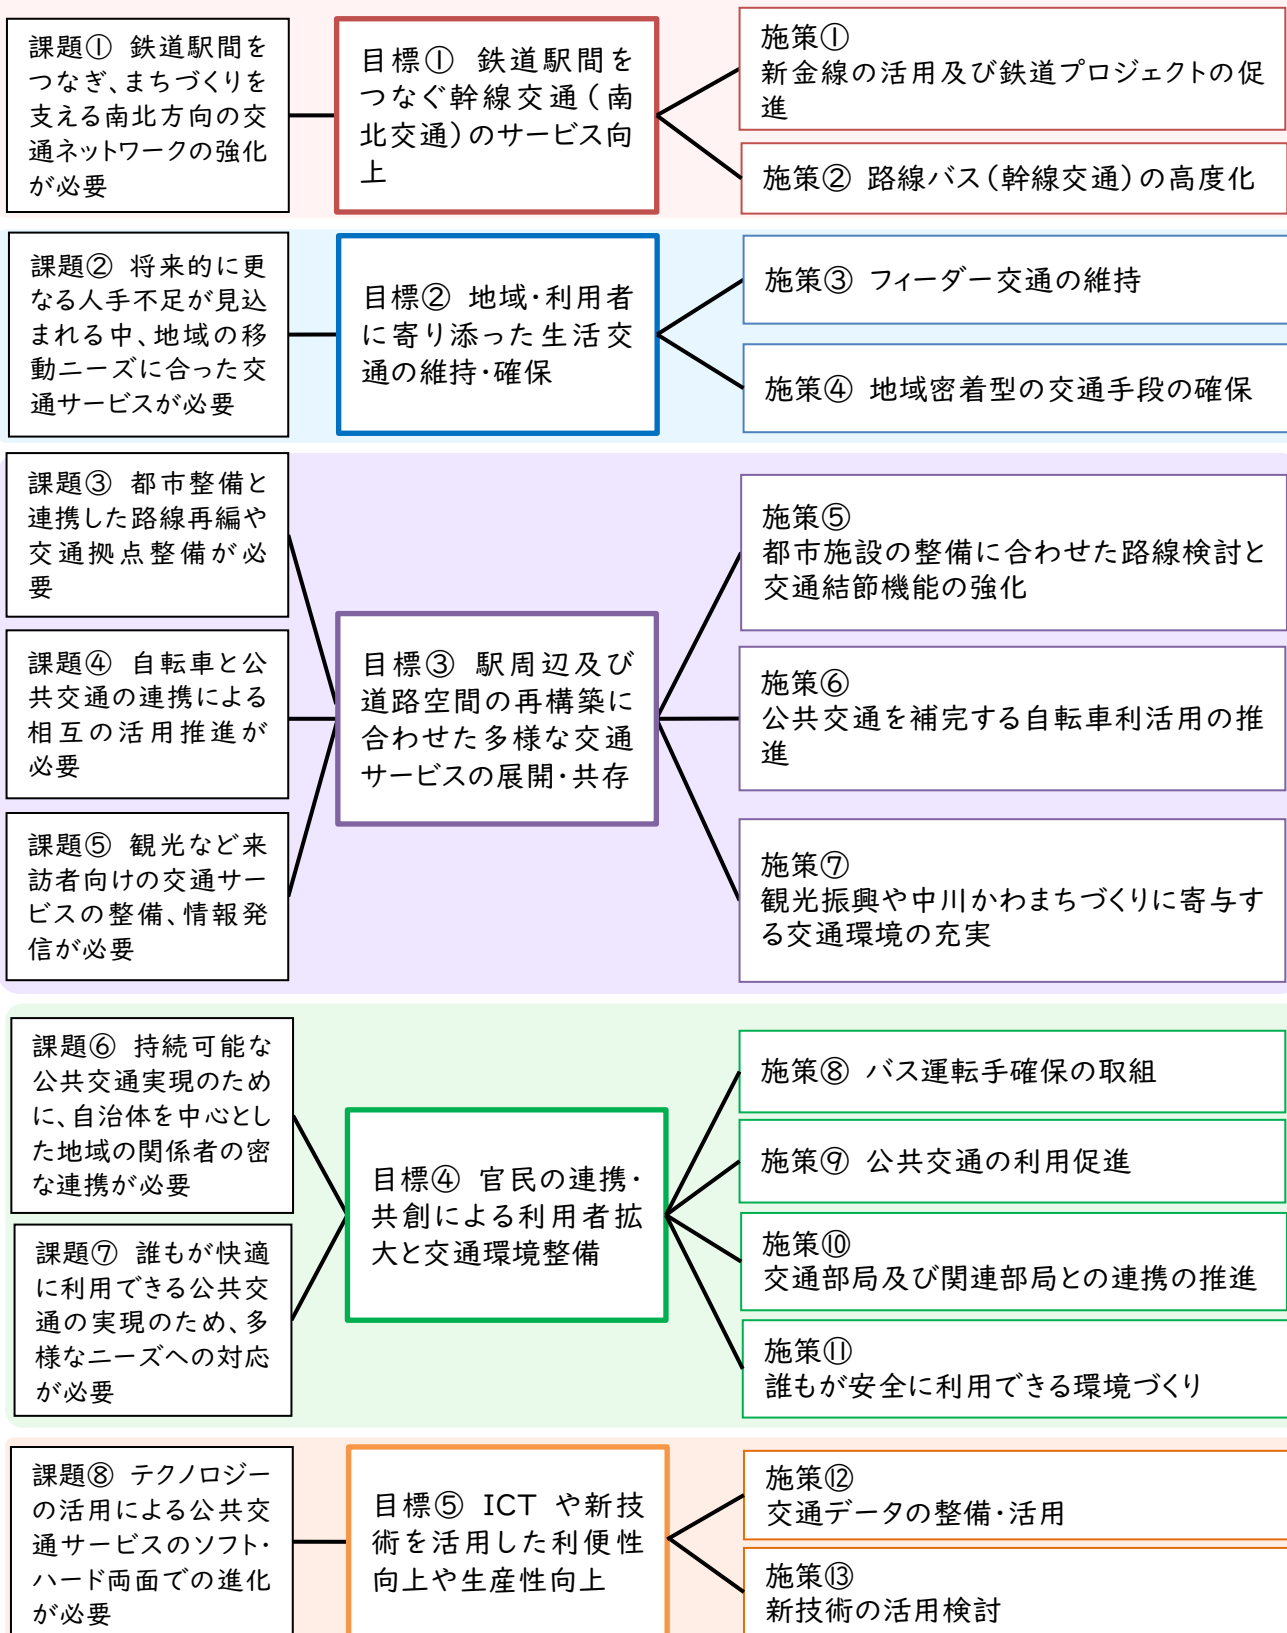 課題① 鉄道駅間を
つなぎ、まちづくりを
支える南北方向の交
通ネットワークの強化
が必要
目標① 鉄道駅間を
つなぐ幹線交通(南
北交通)のサービス向
上
施策①
新金線の活用及び鉄道プロジェクトの促
進
施策② 路線バス(幹線交通)の高度化
課題② 将来的に更
なる人手不足が見込
まれる中、地域の移
動ニーズに合った交
通サービスが必要
目標② 地域・利用者
に寄り添った生活交
通の維持・確保
施策③ フィーダー交通の維持
施策④ 地域密着型の交通手段の確保
課題③ 都市整備と
連携した路線再編や
交通拠点整備が必
要
課題④ 自転車と公
共交通の連携による
相互の活用推進が
必要
課題⑤ 観光など来
訪者向けの交通サー
ビスの整備、情報発
信が必要
目標③ 駅周辺及び
道路空間の再構築に
合わせた多様な交通
サービスの展開・共存
施策⑤
都市施設の整備に合わせた路線検討と
交通結節機能の強化
施策⑥
公共交通を補完する自転車利活用の推
進
施策⑦
観光振興や中川かわまちづくりに寄与す
る交通環境の充実
課題⑥ 持続可能な
公共交通実現のため
に、自治体を中心とし
た地域の関係者の密
な連携が必要
課題⑦ 誰もが快適
に利用できる公共交
通の実現のため、多
様なニーズへの対応
が必要
目標④ 官民の連携・
共創による利用者拡
大と交通環境整備
施策⑧ バス運転手確保の取組
施策⑨ 公共交通の利用促進
施策⑩
交通部局及び関連部局との連携の推進
施策⑪
誰もが安全に利用できる環境づくり
課題⑧ テクノロジー
の活用による公共交
通サービスのソフト・
ハード両面での進化
が必要
目標⑤ ICT や新技
術を活用した利便性
向上や生産性向上
施策⑫
交通データの整備・活用
施策⑬
新技術の活用検討